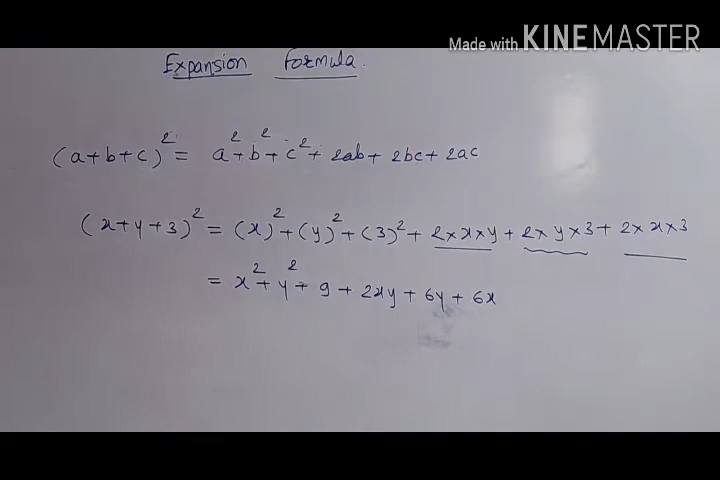 Made with KINEMASTER
Expansion Formula.
(a+b+c)² = a²+b²+c²+2ab+2bc+2ac
(x+y+3)² = (x)²+(y)²+(3)²+2×x×y+2×y×3+2×x×3
= x²+y²+9+2xy+6y+6x